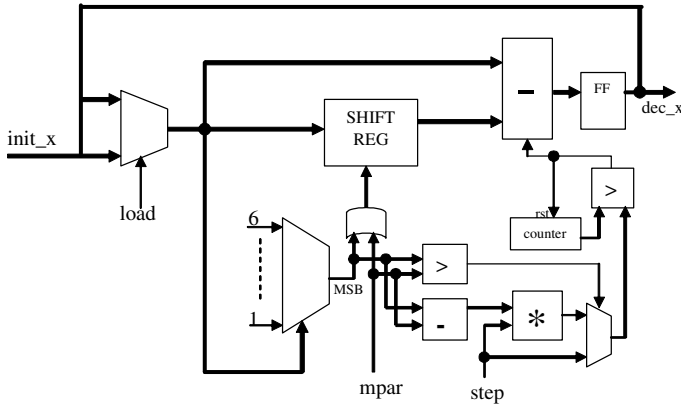 FF
dec_x
SHIFT
REG
-
init_x
load
>
rst
counter
6
MSB
>
1
-
*
mpar
step